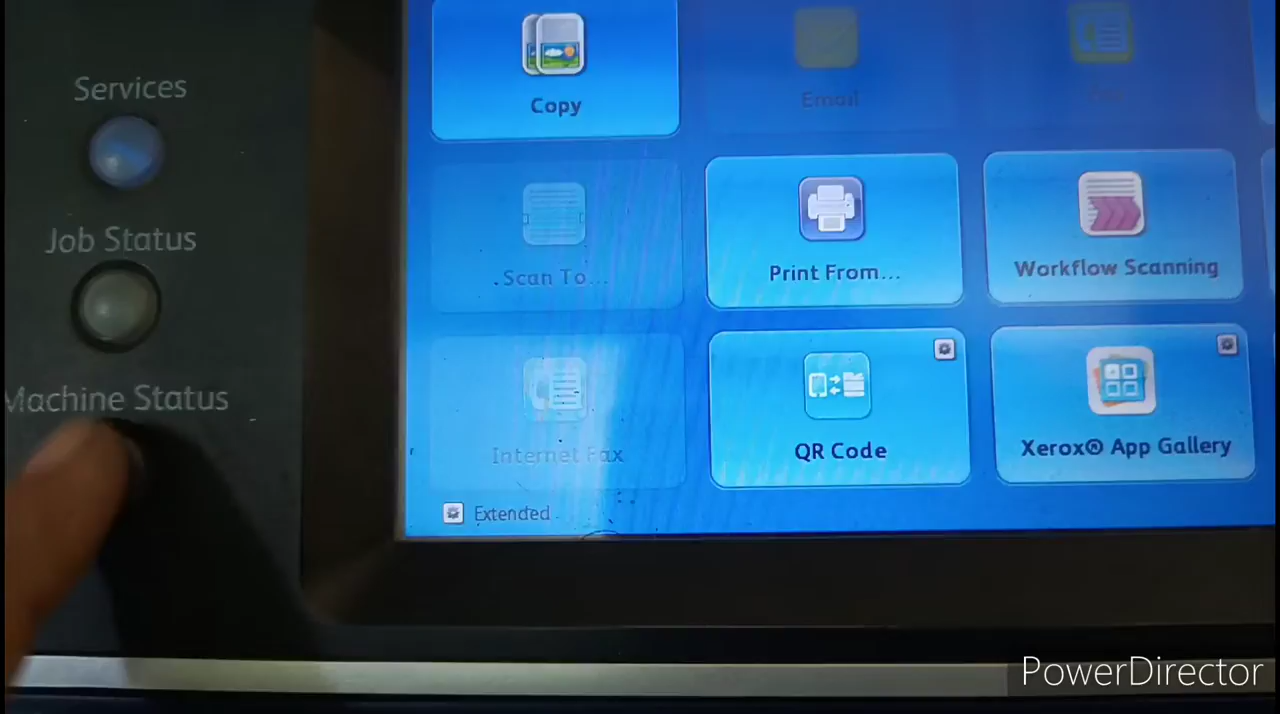 Services
Job Status
Machine Status
Copy
Email
Scan To...
Print From...
Workflow Scanning
Internet Fax
QR Code
Xerox® App Gallery
Extended
PowerDirector